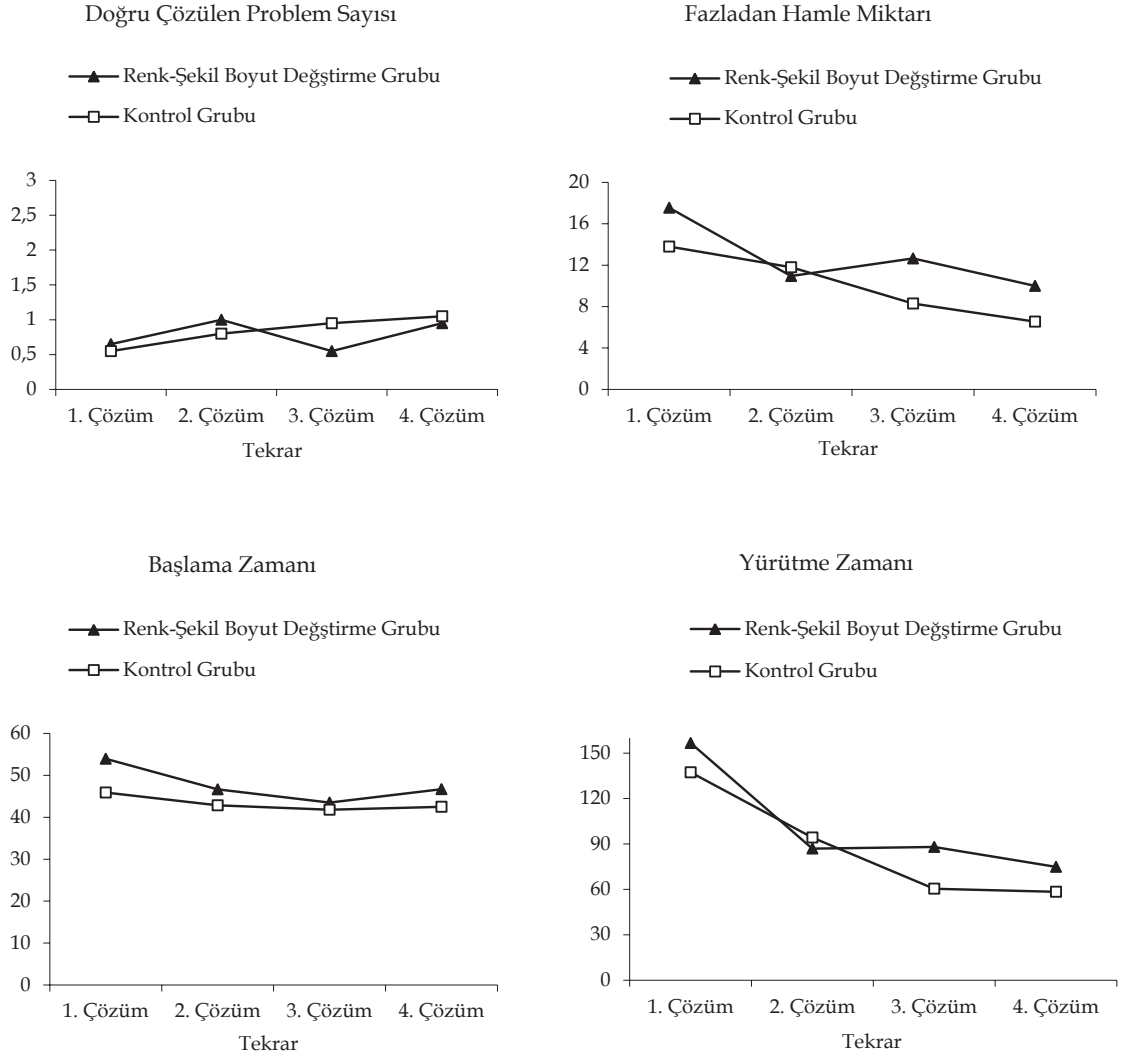 Doğru Çözülen Problem Sayısı
Renk-Şekil Boyut Değştirme Grubu
Kontrol Grubu
3
2,5
2
1,5
1
0,5
0
1. Çözüm 2. Çözüm 3. Çözüm 4. Çözüm
Tekrar
Fazladan Hamle Miktarı
Renk-Şekil Boyut Değştirme Grubu
Kontrol Grubu
20
16
12
8
4
0
1. Çözüm 2. Çözüm 3. Çözüm 4. Çözüm
Tekrar
Başlama Zamanı
Renk-Şekil Boyut Değştirme Grubu
Kontrol Grubu
60
50
40
30
20
10
0
1. Çözüm 2. Çözüm 3. Çözüm 4. Çözüm
Tekrar
Yürütme Zamanı
Renk-Şekil Boyut Değştirme Grubu
Kontrol Grubu
150
120
90
60
30
0
1. Çözüm 2. Çözüm 3. Çözüm 4. Çözüm
Tekrar